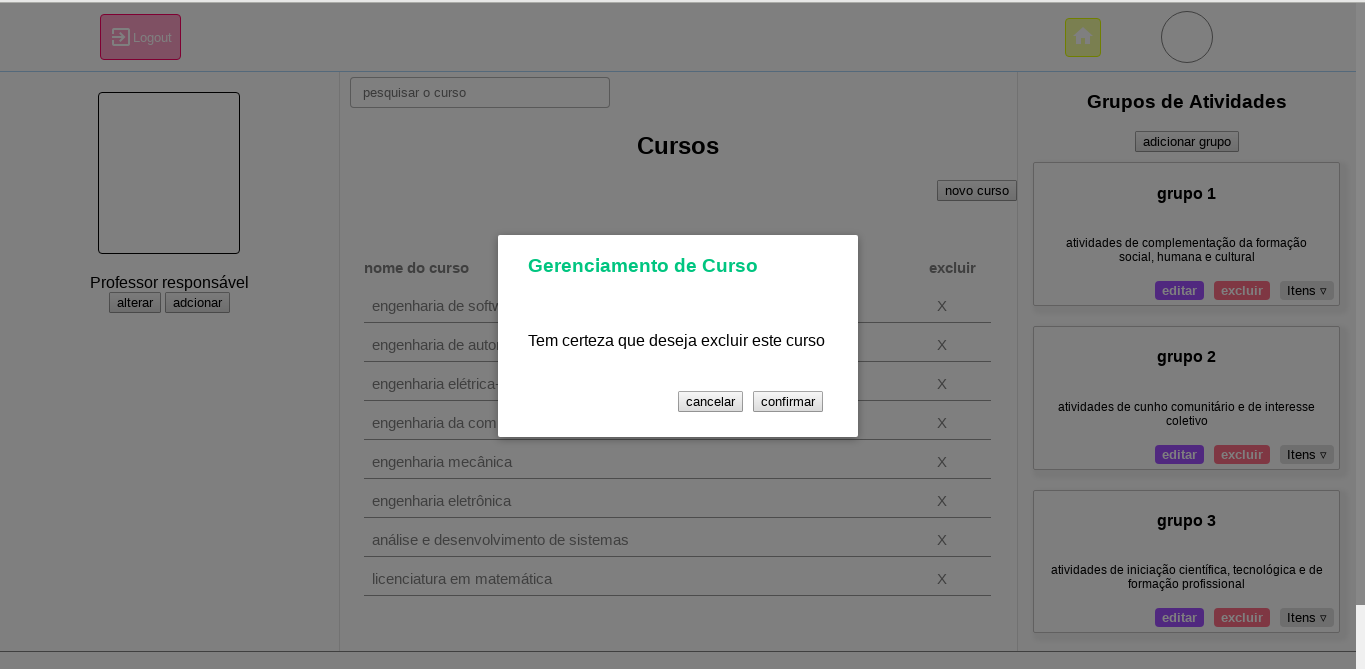 Logout
pesquisar o curso
Cursos
novo curso
Professor responsável
alterar
adcionar
nome do curso
excluir
engenharia de softw
X
engenharia de auto
X
engenharia elétrica-
X
engenharia da com
X
engenharia mecânica
X
engenharia eletrônica
X
análise e desenvolvimento de sistemas
X
licenciatura em matemática
X
Gerenciamento de Curso
Tem certeza que deseja excluir este curso
cancelar
confirmar
Grupos de Atividades
adicionar grupo
grupo 1
atividades de complementação da formação
social, humana e cultural
editar
excluir
Itens ▿
grupo 2
atividades de cunho comunitário e de interesse
coletivo
editar
excluir
Itens ▿
grupo 3
atividades de iniciação científica, tecnológica e de
formação profissional
editar
excluir
Itens ▿